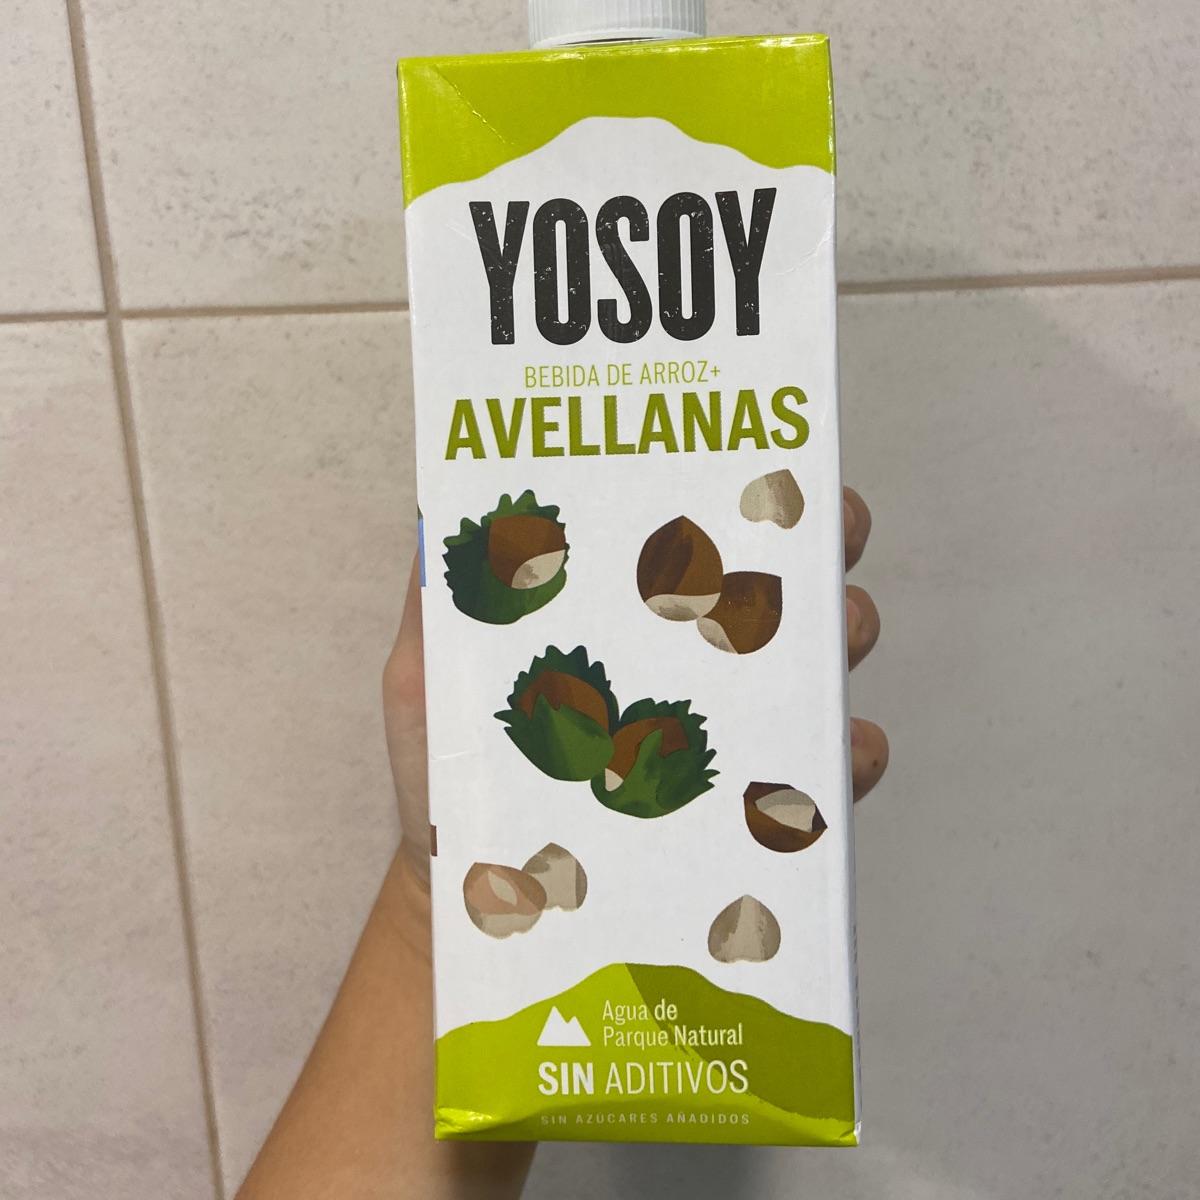 YOSOY
BEBIDA DE ARROZ+
AVELLANAS
Agua de
Parque Natural
SIN ADITIVOS
SIN AZÚCARES AÑADIDOS